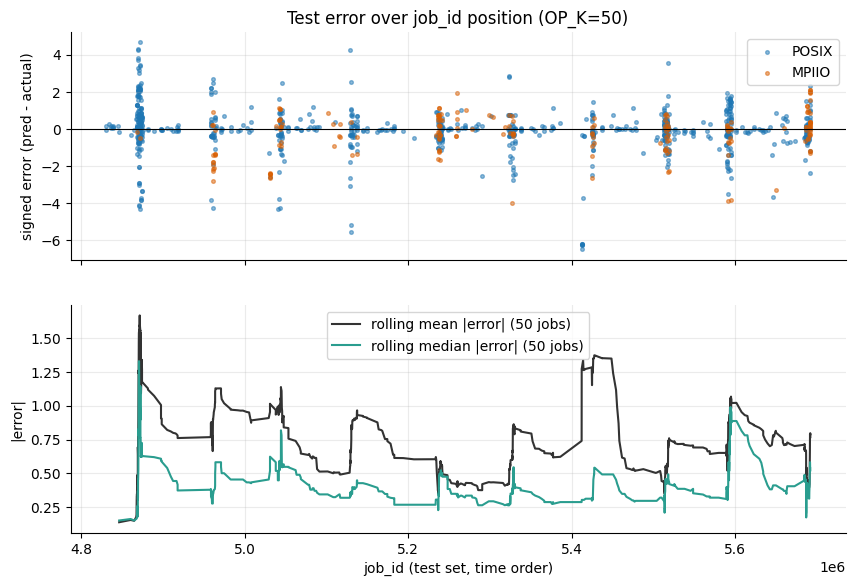 Test error over job_id position (OP_K=50)
signed error (pred - actual)
4
2
0
−2
−4
−6
POSIX
MPIIO
|error|
1.50
1.25
1.00
0.75
0.50
0.25
rolling mean |error| (50 jobs)
rolling median |error| (50 jobs)
4.8 5.0 5.2 5.4 5.6
1e6
job_id (test set, time order)